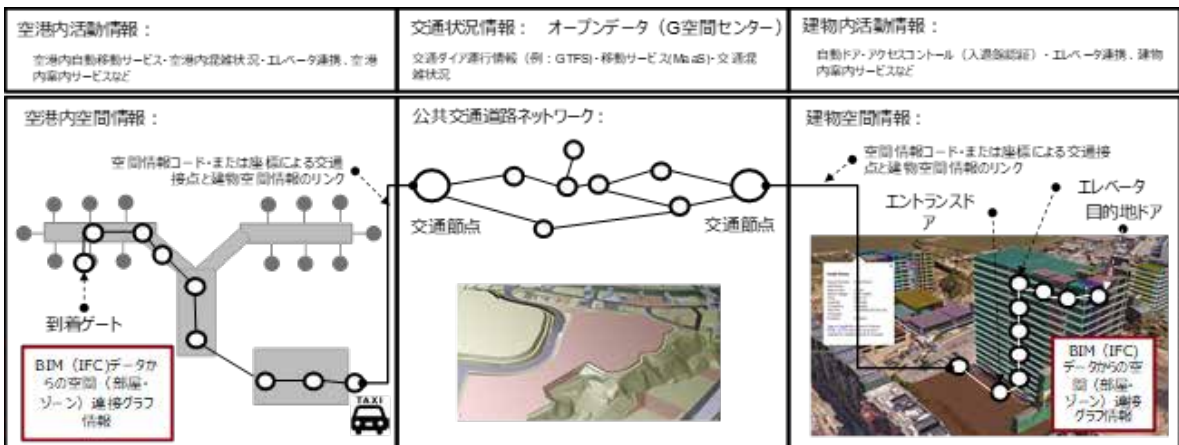 空港内活動情報：
空港内自動移動サービス・空港内混雑状況・エレベータ連携、空港
内案内サービスなど
交通状況情報： オープンデータ（G空間センター）
交通ダイア運行情報（例：GTFS)・移動サービス(MaaS)・交通混
雑状況
建物内活動情報：
自動ドア・アクセスコントロール（入退館認証）・エレベータ連携、建物
内案内サービスなど
空港内空間情報：
空間情報コード・または座標による交通
接点と建物空間情報のリンク
到着ゲート
BIM（IFC)データか
らの空間（部屋・
ゾーン）連接グラフ
情報
TAXI
公共交通道路ネットワーク：
交通節点
交通節点
建物空間情報：
空間情報コード・または座標による交通接
点と建物空間情報のリンク
エレベータ
エントランスド
ア
目的地ドア
BIM（IFC)
データからの空
間（部屋・
ゾーン）連接
グラフ情報